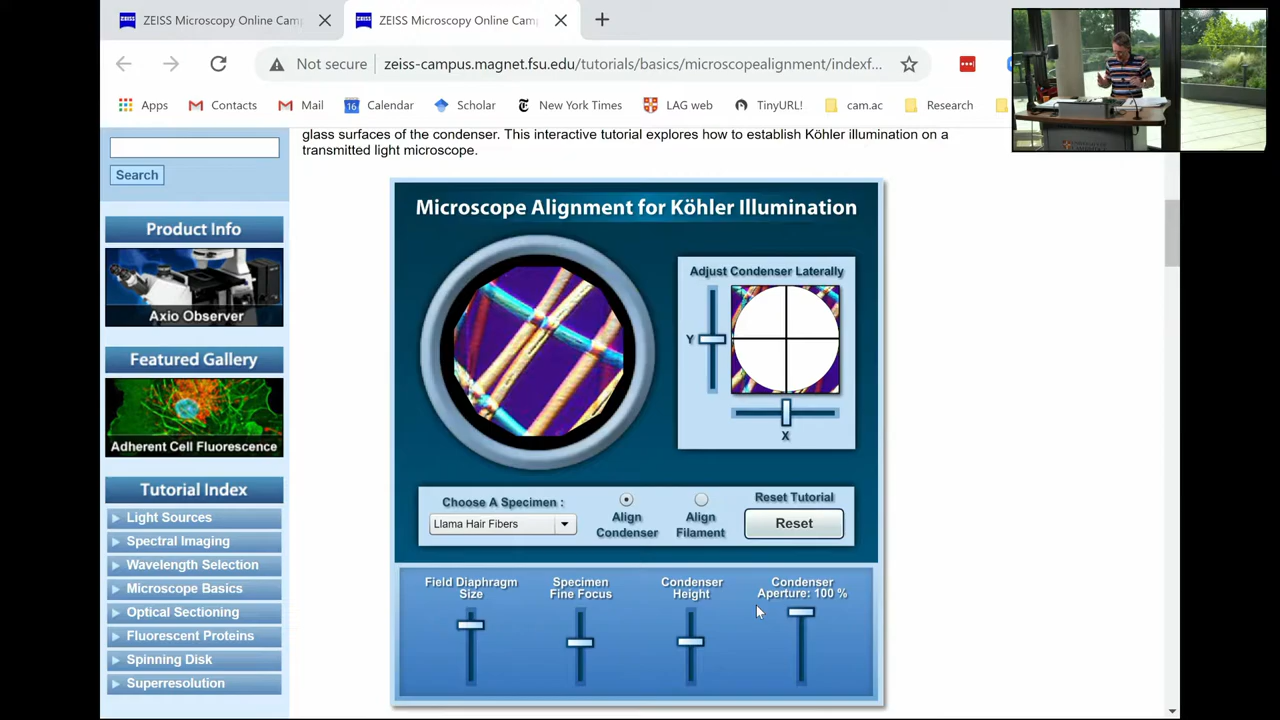 ZEISS Microscopy Online Cam
ZEISS Microscopy Online Cam
Not secure
zeiss-campus.magnet.fsu.edu/tutorials/basics/microscopealignment/indexf...
Apps
Contacts
Mail
16
Calendar
Scholar
New York Times
LAG web
TinyURL!
cam.ac
Research
glass surfaces of the condenser. This interactive tutorial explores how to establish Köhler illumination on a
transmitted light microscope.
Search
Product Info
Axio Observer
Featured Gallery
Adherent Cell Fluorescence
Tutorial Index
Light Sources
Spectral Imaging
Wavelength Selection
Microscope Basics
Optical Sectioning
Fluorescent Proteins
Spinning Disk
Superresolution
Microscope Alignment for Köhler Illumination
Adjust Condenser Laterally
Y
X
Choose A Specimen :
Llama Hair Fibers
Align
Condenser
Align
Filament
Reset Tutorial
Reset
Field Diaphragm
Size
Specimen
Fine Focus
Condenser
Height
Condenser
Aperture: 100 %